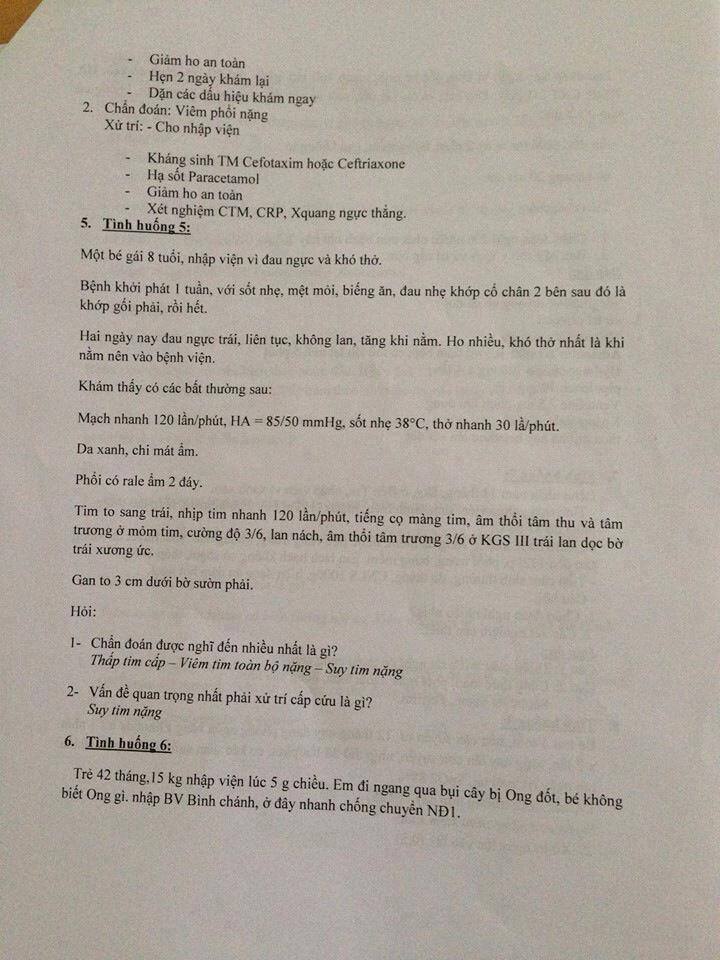 - Giảm ho an toàn
- Hẹn 2 ngày khám lại
- Dặn các dấu hiệu khám ngay
2. Chẩn đoán: Viêm phổi nặng
Xử trí: - Cho nhập viện
- Kháng sinh TM Cefotaxim hoặc Ceftriaxone
- Hạ sốt Paracetamol
- Giảm ho an toàn
- Xét nghiệm CTM, CRP, Xquang ngực thẳng.
5. Tình huống 5:
Một bé gái 8 tuổi, nhập viện vì đau ngực và khó thở.
Bệnh khởi phát 1 tuần, với sốt nhẹ, mệt mỏi, biếng ăn, đau nhẹ khớp cổ chân 2 bên sau đó là
khớp gối phải, rồi hết.
Hai ngày nay đau ngực trái, liên tục, không lan, tăng khi nằm. Ho nhiều, khó thở nhất là khi
nằm nên vào bệnh viện.
Khám thấy có các bất thường sau:
Mạch nhanh 120 lần/phút, HA = 85/50 mmHg, sốt nhẹ 38°C, thở nhanh 30 lầ/phút.
Da xanh, chi mát ẩm.
Phổi có rale ẩm 2 đáy.
Tim to sang trái, nhịp tim nhanh 120 lần/phút, tiếng cọ màng tim, âm thổi tâm thu và tâm
trương ở mỏm tim, cường độ 3/6, lan nách, âm thổi tâm trương 3/6 ở KGS III trái lan dọc bờ
trái xương ức.
Gan to 3 cm dưới bờ sườn phải.
Hỏi:
1- Chẩn đoán được nghĩ đến nhiều nhất là gì?
Thấp tim cấp – Viêm tim toàn bộ nặng – Suy tim nặng
2- Vấn đề quan trọng nhất phải xử trí cấp cứu là gì?
Suy tim nặng
6. Tình huống 6:
Trẻ 42 tháng,15 kg nhập viện lúc 5 g chiều. Em đi ngang qua bụi cây bị Ong đốt, bé không
biết Ong gì. nhập BV Bình chánh, ở đây nhanh chống chuyển NĐ1.